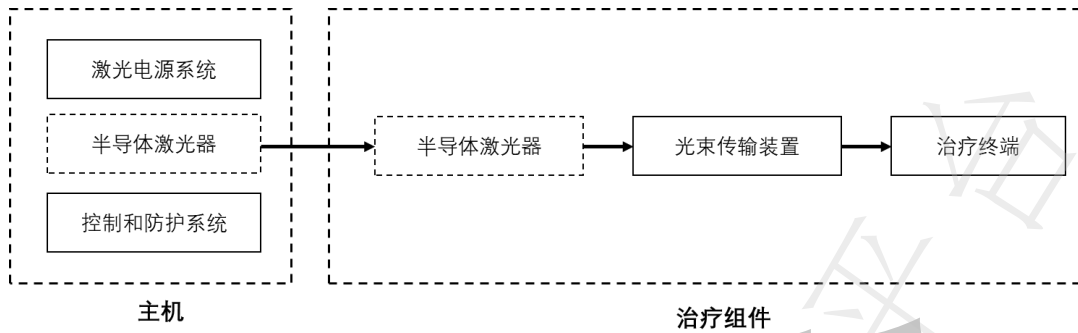 激光电源系统
半导体激光器
控制和防护系统
主机
半导体激光器
光束传输装置
治疗终端
治疗组件